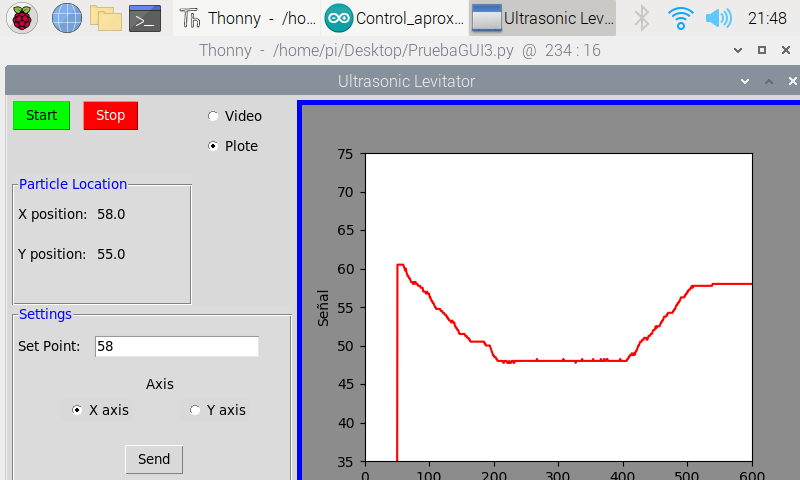 Thonny - /ho...
Control_aprox...
Ultrasonic Lev...
21:48
Thonny - /home/pi/Desktop/PruebaGUI3.py @ 234 : 16
Ultrasonic Levitator
Start
Stop
Video
Plote
Particle Location
X position: 58.0
Y position: 55.0
Settings
Set Point: 58
Axis
X axis
Y axis
Send
Señal
75
70
65
60
55
50
45
40
35
0 100 200 300 400 500 600